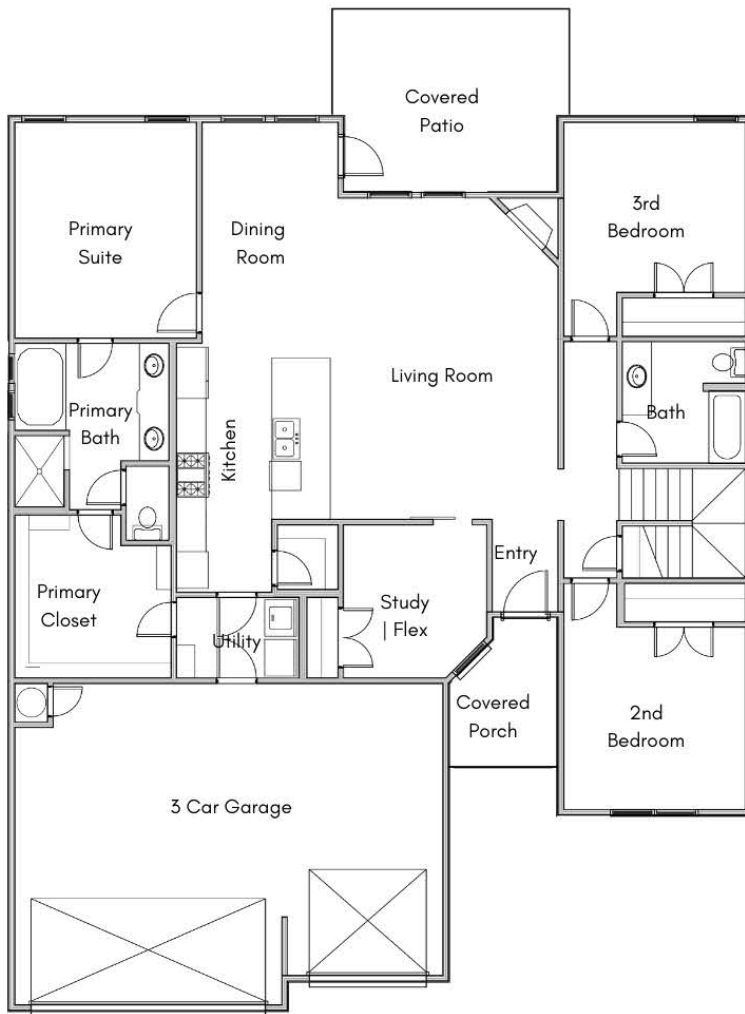 Covered
Patio
Primary
Suite
Dining
Room
3rd
Bedroom
Living Room
Primary
Bath
Kitchen
Bath
Entry
Primary
Closet
Utility
Study
| Flex
Covered
Porch
2nd
Bedroom
3 Car Garage